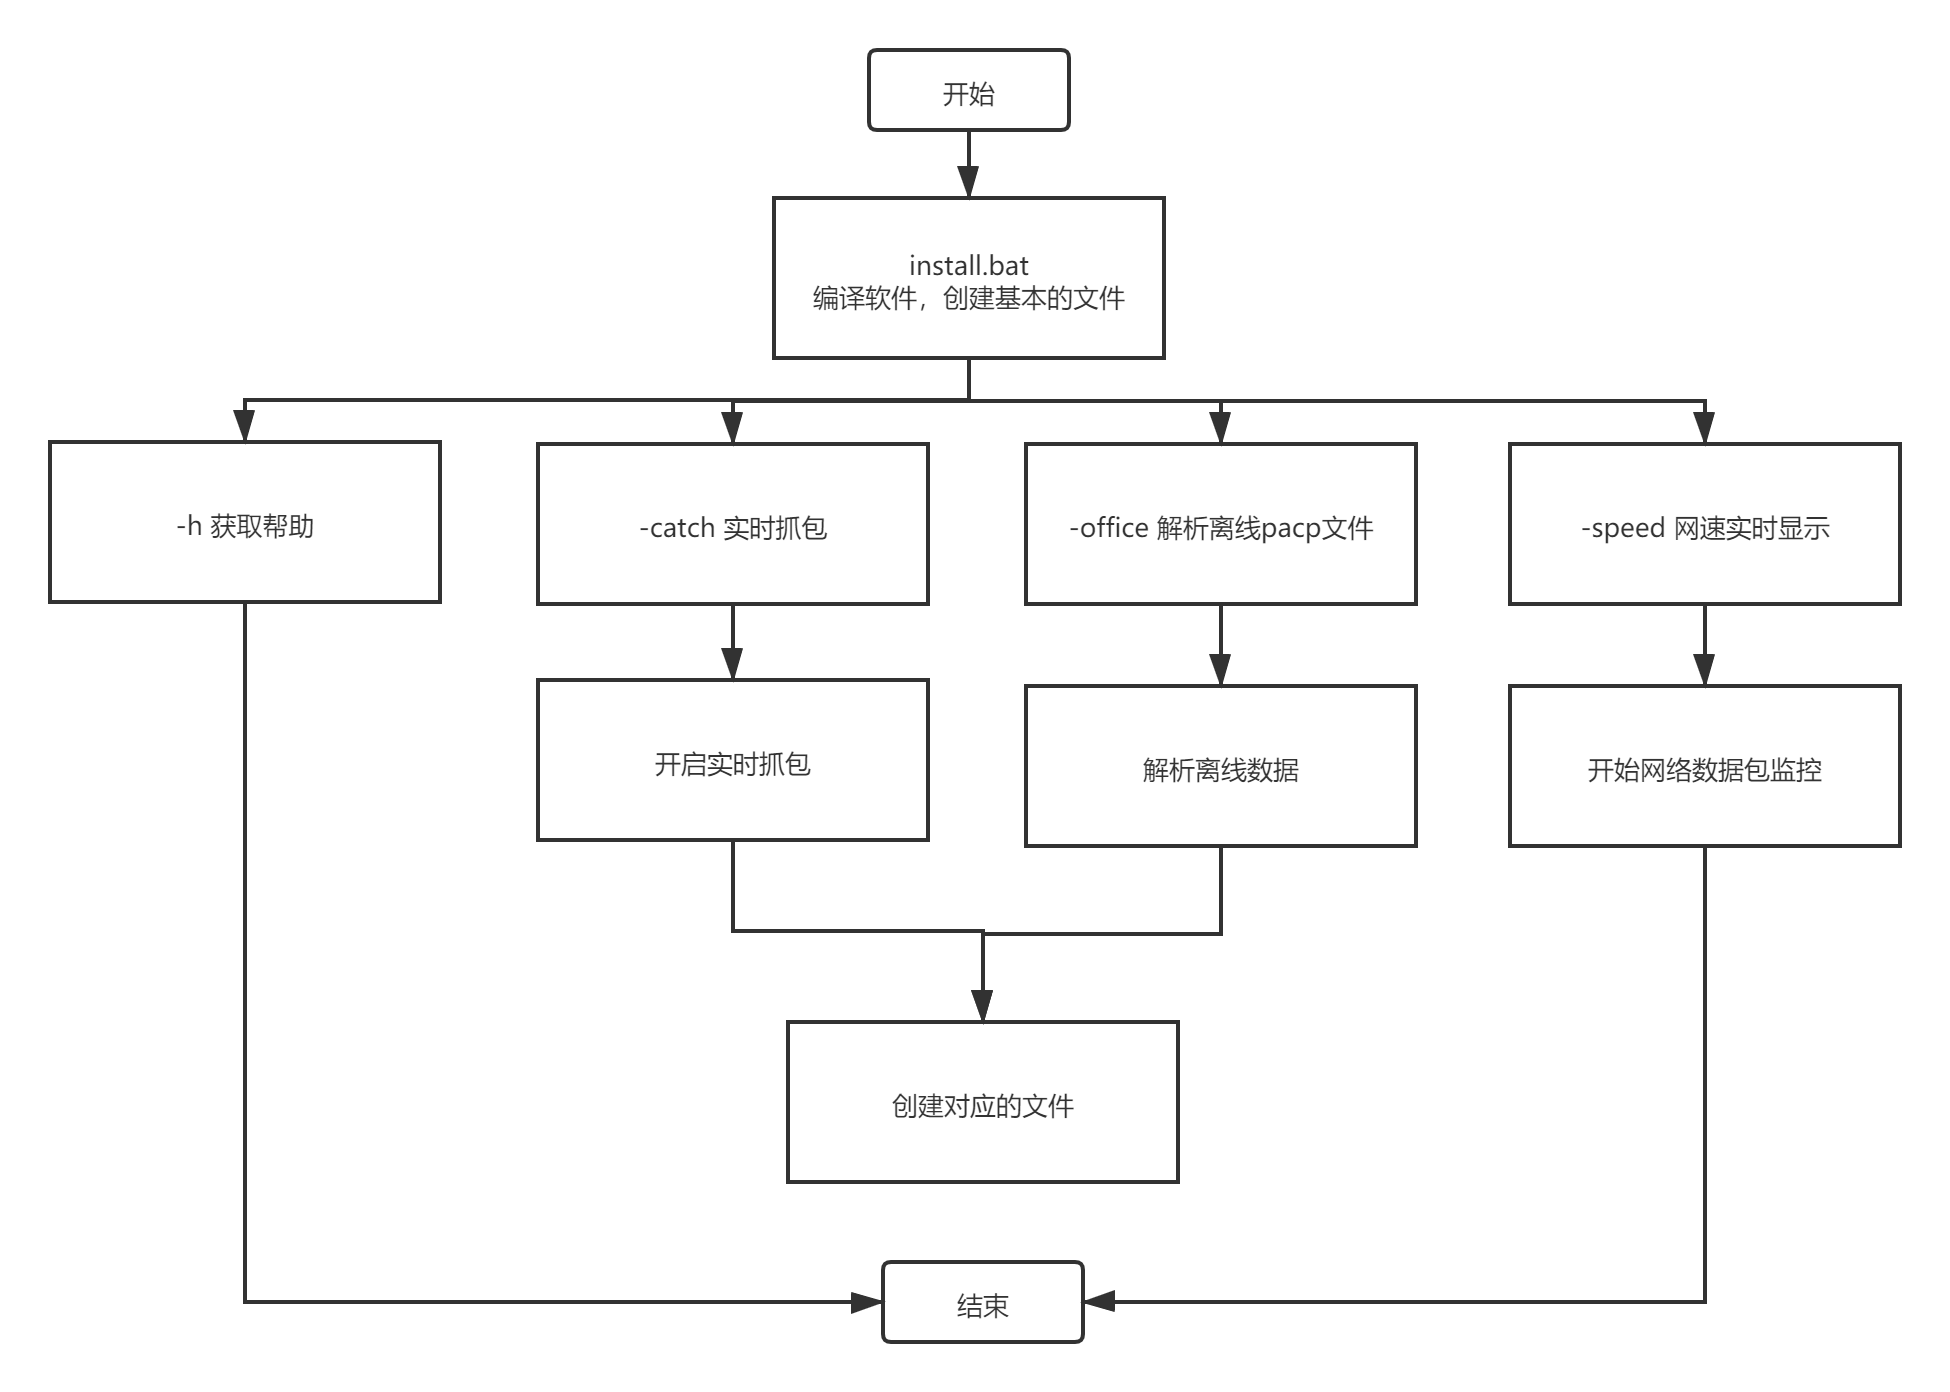 开始
install.bat
编译软件，创建基本的文件
-h 获取帮助
-catch 实时抓包
-office 解析离线pacp文件
-speed 网速实时显示
开启实时抓包
解析离线数据
开始网络数据包监控
创建对应的文件
结束